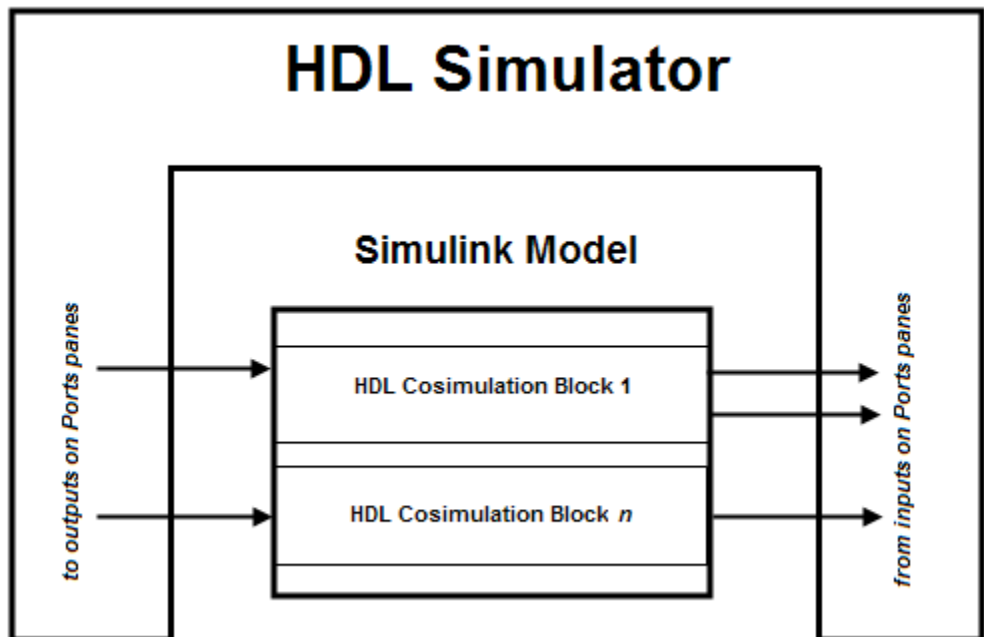 HDL Simulator
Simulink Model
to outputs on Ports panes
HDL Cosimulation Block 1
HDL Cosimulation Block n
from inputs on Ports panes